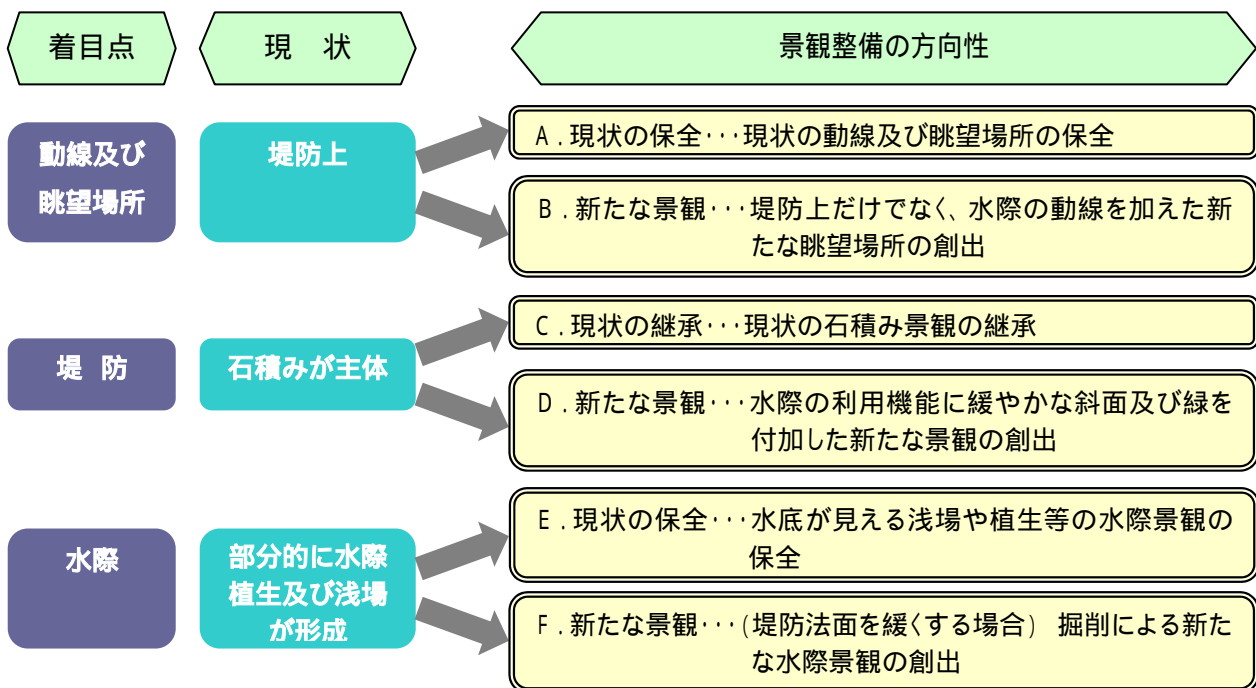 着目点
現　状
景観整備の方向性
動線及び
眺望場所
堤防上
A．現状の保全･･･現状の動線及び眺望場所の保全
B．新たな景観･･･堤防上だけでなく、水際の動線を加えた新
たな眺望場所の創出
堤 防
石積みが主体
C．現状の継承･･･現状の石積み景観の継承
D．新たな景観･･･水際の利用機能に緩やかな斜面及び緑を
付加した新たな景観の創出
水際
部分的に水際
植生及び浅場
が形成
E．現状の保全･･･水底が見える浅場や植生等の水際景観の
保全
F．新たな景観･･･(堤防法面を緩くする場合) 掘削による新た
な水際景観の創出